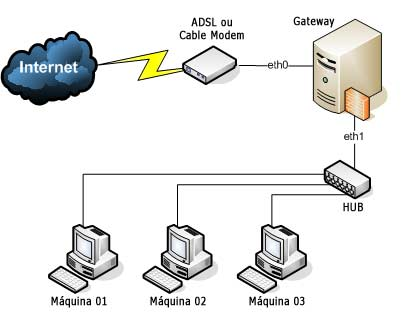 ADSL ou
Cable Modem
Gateway
Internet
eth0
eth1
HUB
Máquina 01
Máquina 02
Máquina 03